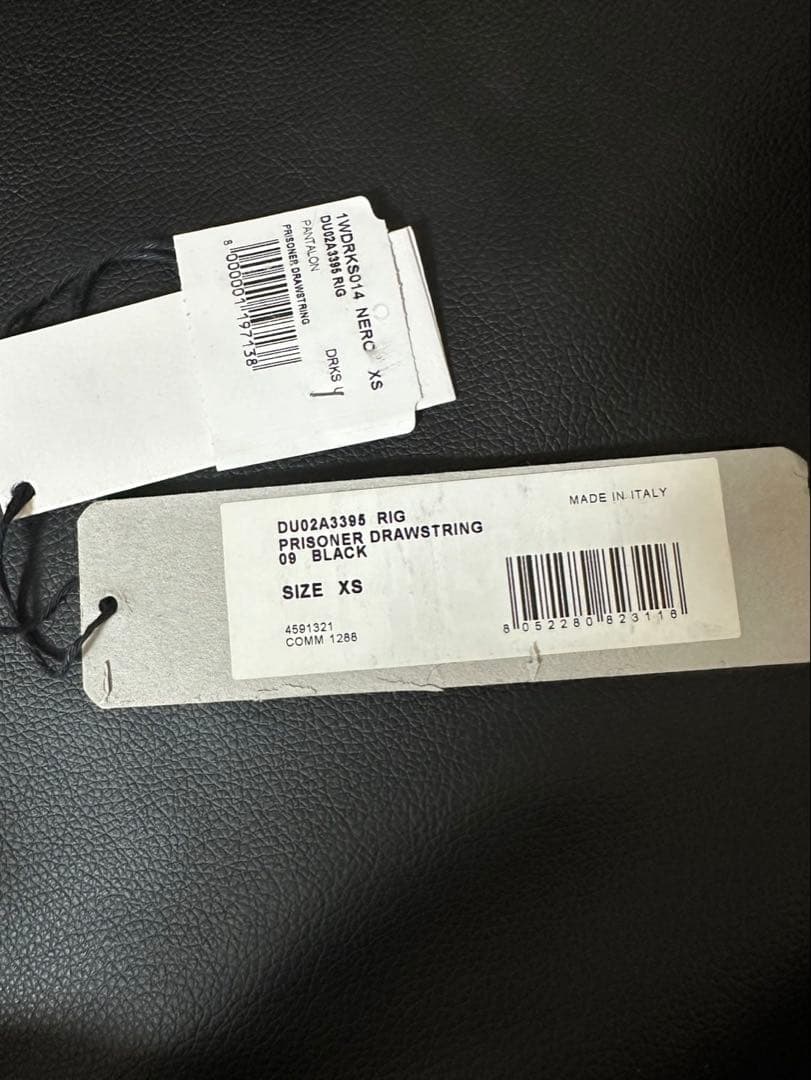 1WDRKS014 NERO XS
DU02A3395 RIG
PANTALON DRKS
PRISONER DRAWSTRING
8 000001 197138
DU02A3395 RIG
PRISONER DRAWSTRING
09 BLACK
SIZE XS
4591321
COMM 1288
MADE IN ITALY
8 052280 823116